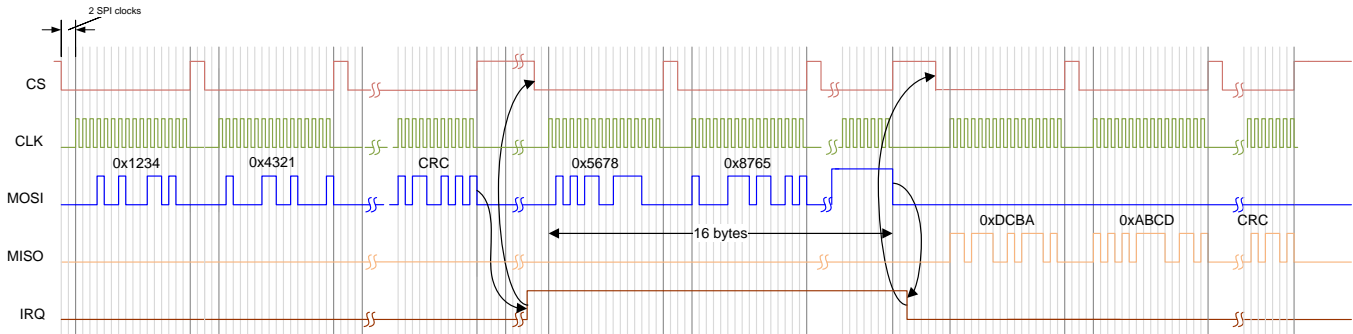 2 SPI clocks
CS
CLK
0x1234 0x4321 CRC 0x5678 0x8765
MOSI
16 bytes
0xDCBA 0xABCD CRC
MISO
IRQ